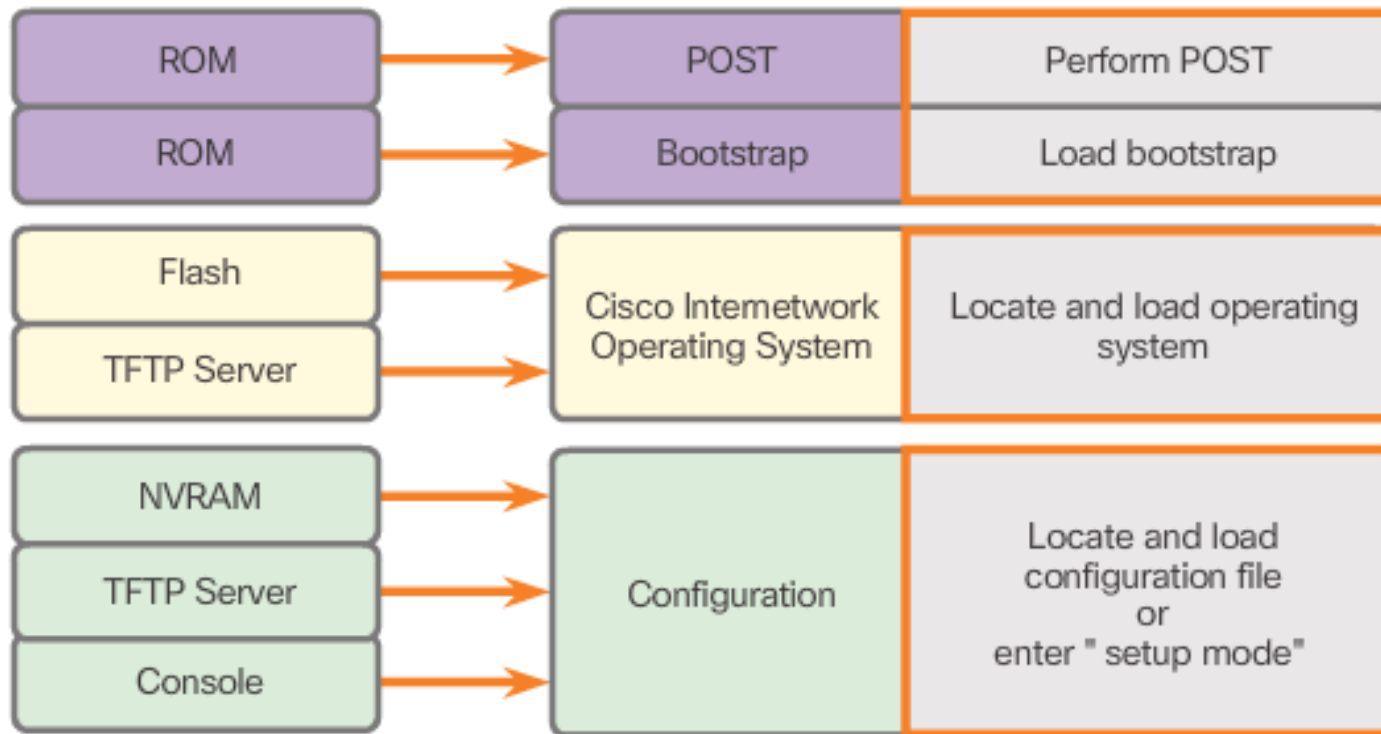 ROM
POST
Perform POST
ROM
Bootstrap
Load bootstrap
Flash
TFTP Server
Cisco Internetwork
Operating System
Locate and load operating
system
NVRAM
TFTP Server
Console
Configuration
Locate and load
configuration file
or
enter " setup mode"